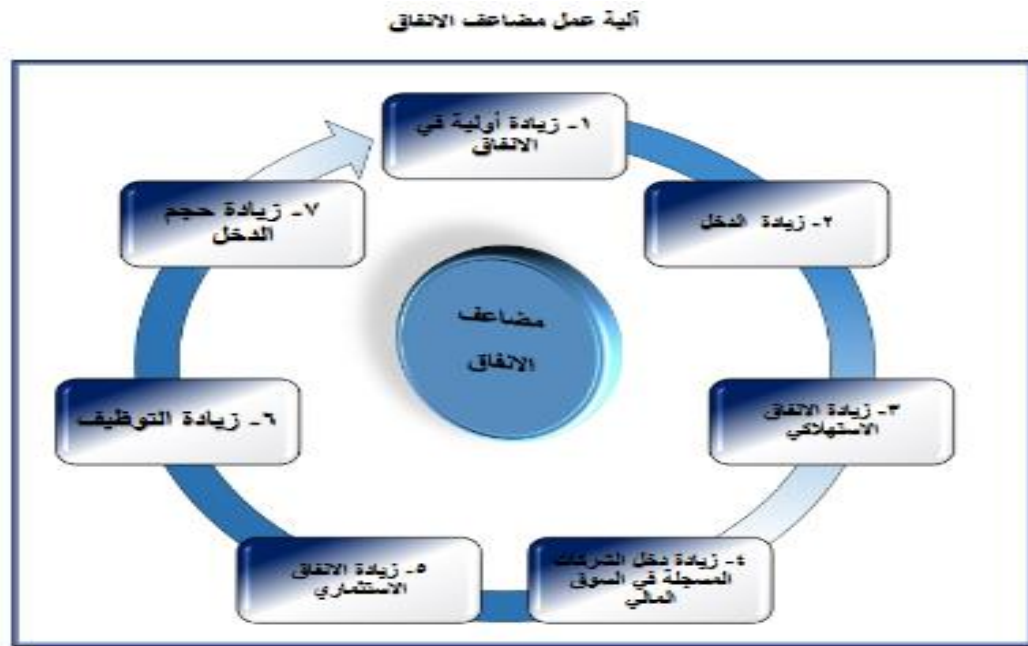 آلية عمل مضاعف الانفاق
١- زيادة أولية في
الانفاق
٢- زيادة الدخل
٣- زيادة الانفاق
الاستهلاكي
٤- زيادة دخل الشركات
المسجلة في السوق
المالي
٥- زيادة الانفاق
الاستثماري
٦- زيادة التوظيف
٧- زيادة حجم
الدخل
مضاعف
الانفاق